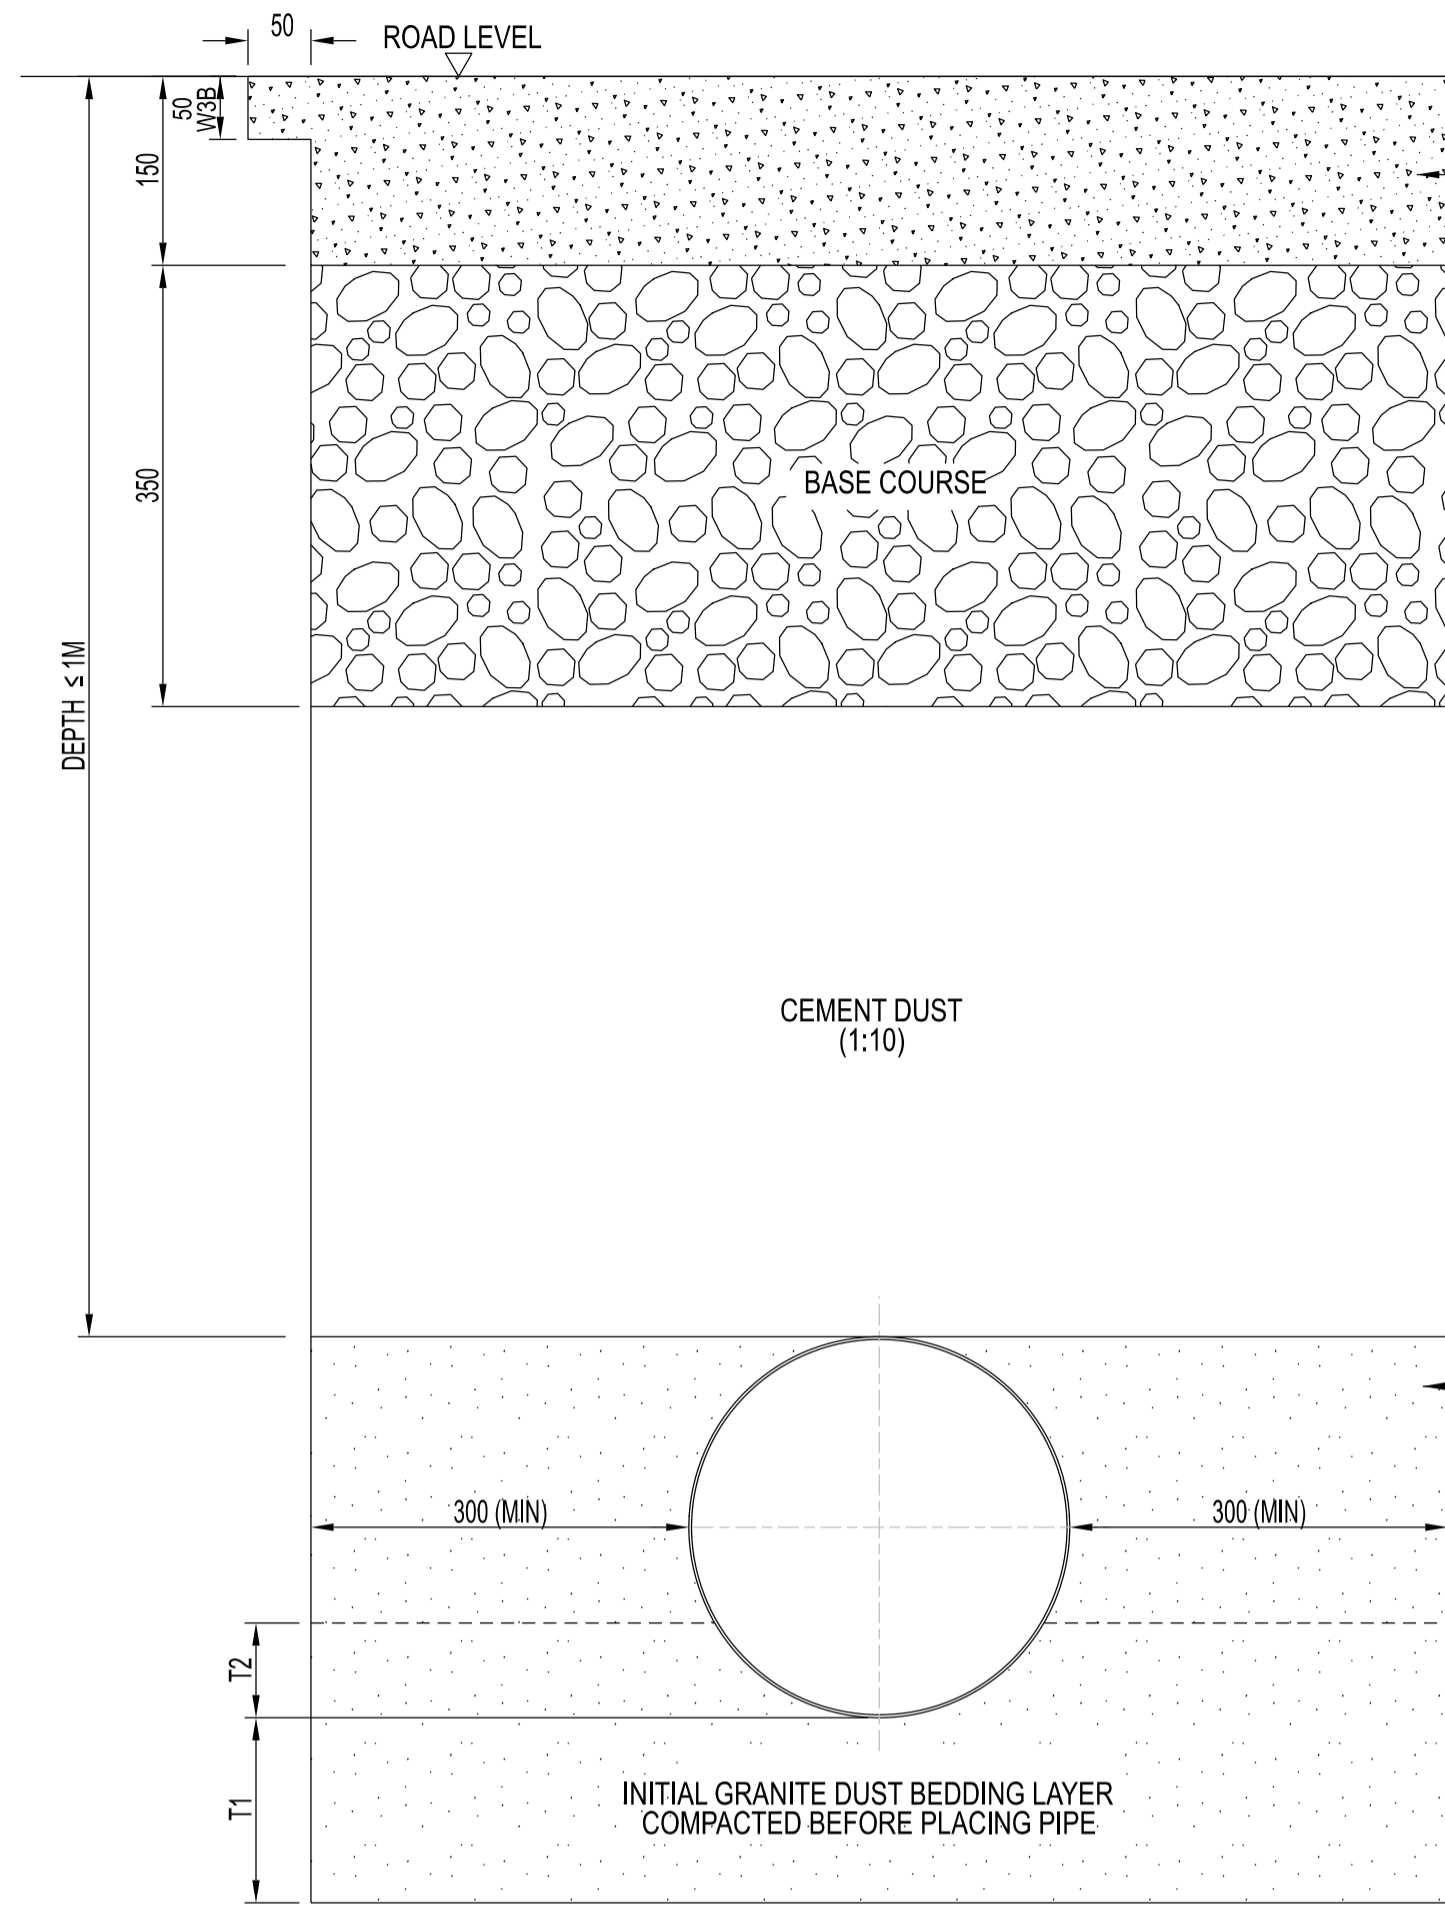 50
ROAD LEVEL
50
W3B
150
350
BASE COURSE
DEPTH ≤ 1M
CEMENT DUST
(1:10)
300 (MIN)
300 (MIN)
T2
T1
INITIAL GRANITE DUST BEDDING LAYER
COMPACTED BEFORE PLACING PIPE